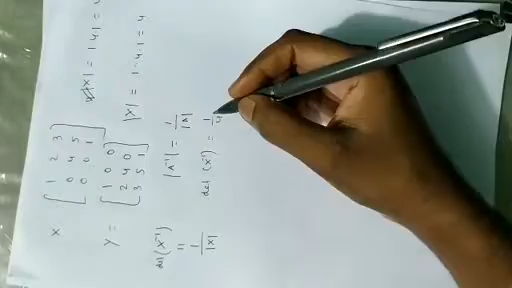 X [1 2 3 |X| = 1·4·1 = 4
0 4 5
0 0 1]
Y = [1 0 0 |X| = 1·4·1 = 4
2 4 0
3 5 1]
det(X⁻¹) |A⁻¹| = 1/|A|
= 1/|X| det(X⁻¹) = 1/4